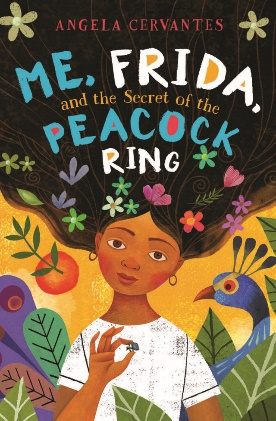 ANGELA CERVANTES
ME, FRIDA,
and the Secret of the
PEACOCK
RING